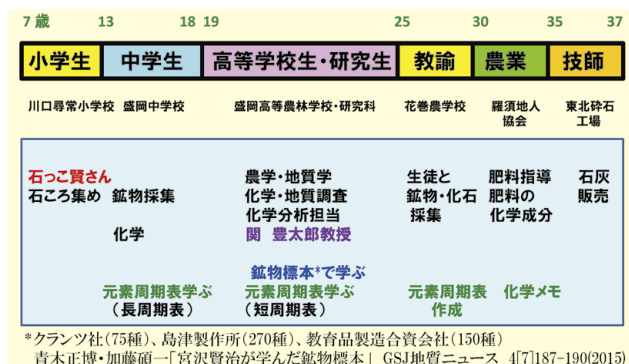 7 歳 13 18 19 25 30 35 37
小学生 中学生 高等学校生・研究生 教諭 農業 技師
川口尋常小学校 盛岡中学校 盛岡高等農林学校・研究科 花巻農学校 羅須地人 東北砕石
協会 工場
石っこ賢さん 農学・地質学 生徒と 肥料指導 石灰
石ころ集め 鉱物採集 化学・地質調査 鉱物・化石 肥料の 販売
化学分析担当 採集 化学成分
化学 関 豊太郎教授
鉱物標本*で学ぶ
元素周期表学ぶ 元素周期表学ぶ 元素周期表 化学メモ
(長周期表) (短周期表) 作成
*クランツ社(75種)、島津製作所(270種)、教育品製造合資会社(150種)
青木正博・加藤碵一「宮沢賢治が学んだ鉱物標本」 GSJ地質ニュース 4[7]187-190(2015)